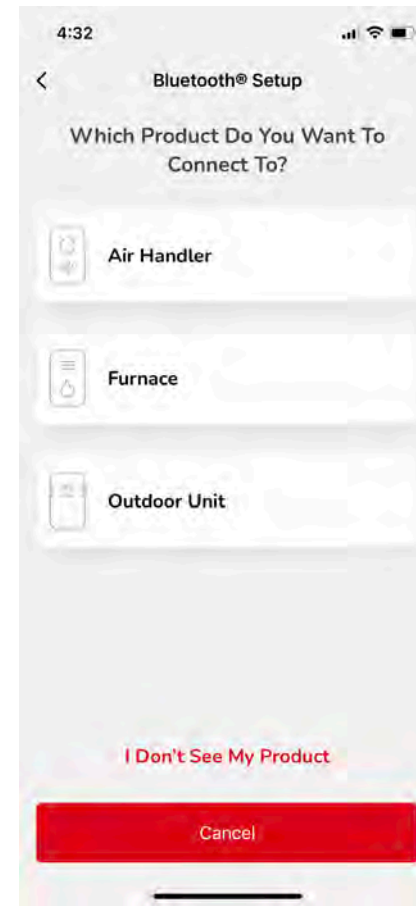 4:32
Bluetooth® Setup
Which Product Do You Want To
Connect To?
Air Handler
Furnace
Outdoor Unit
I Don't See My Product
Cancel